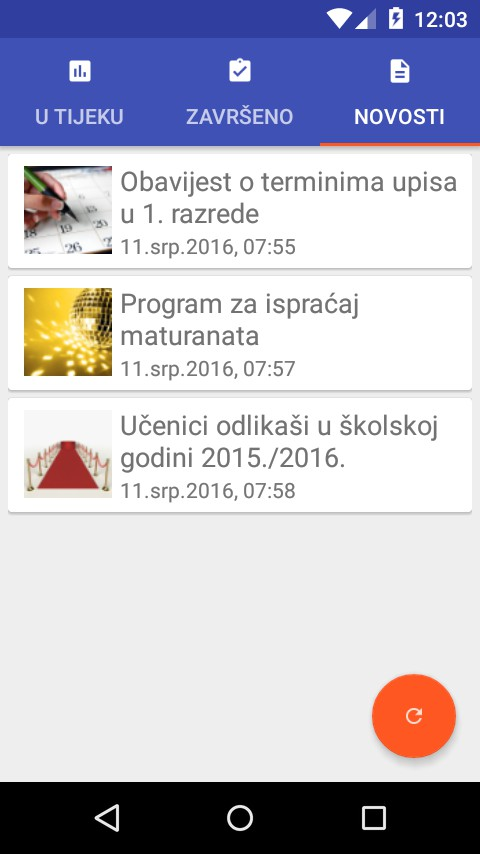 12:03
U TIJEKU
ZAVRŠENO
NOVOSTI
Obavijest o terminima upisa
u 1. razrede
11.srp.2016, 07:55
Program za ispraćaj
maturanata
11.srp.2016, 07:57
Učenici odlikaši u školskoj
godini 2015./2016.
11.srp.2016, 07:58